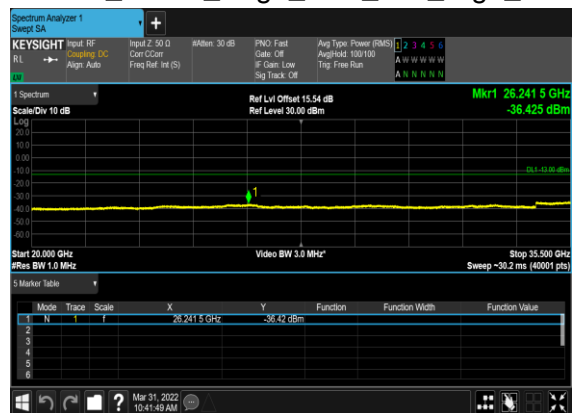 Spectrum Analyzer 1
Swept SA
+
KEYSIGHT
RL
Input: RF
Coupling: DC
Align: Auto
Input Z: 50 Ω
Corr CCorr
Freq Ref: Int (S)
#Atten: 30 dB
PNO: Fast
Gate: Off
IF Gain: Low
Sig Track: Off
Avg Type: Power (RMS)
Avg|Hold: 100/100
Trig: Free Run
1 2 3 4 5 6
A W W W W W
A N N N N N
1 Spectrum
Scale/Div 10 dB
Ref Lvl Offset 15.54 dB
Ref Level 30.00 dBm
Mkr1 26.241 5 GHz
-36.425 dBm
Log
20.0
10.0
0.00
-10.0
-20.0
-30.0
-40.0
-50.0
-60.0
DL1 -13.00 dBm
1
Start 20.000 GHz
#Res BW 1.0 MHz
Video BW 3.0 MHz*
Stop 35.500 GHz
Sweep ~30.2 ms (40001 pts)
5 Marker Table
Mode Trace Scale X Y Function Function Width Function Value
1 N 1 f 26.241 5 GHz -36.42 dBm
2
3
4
5
6
?
Mar 31, 2022
10:41:49 AM